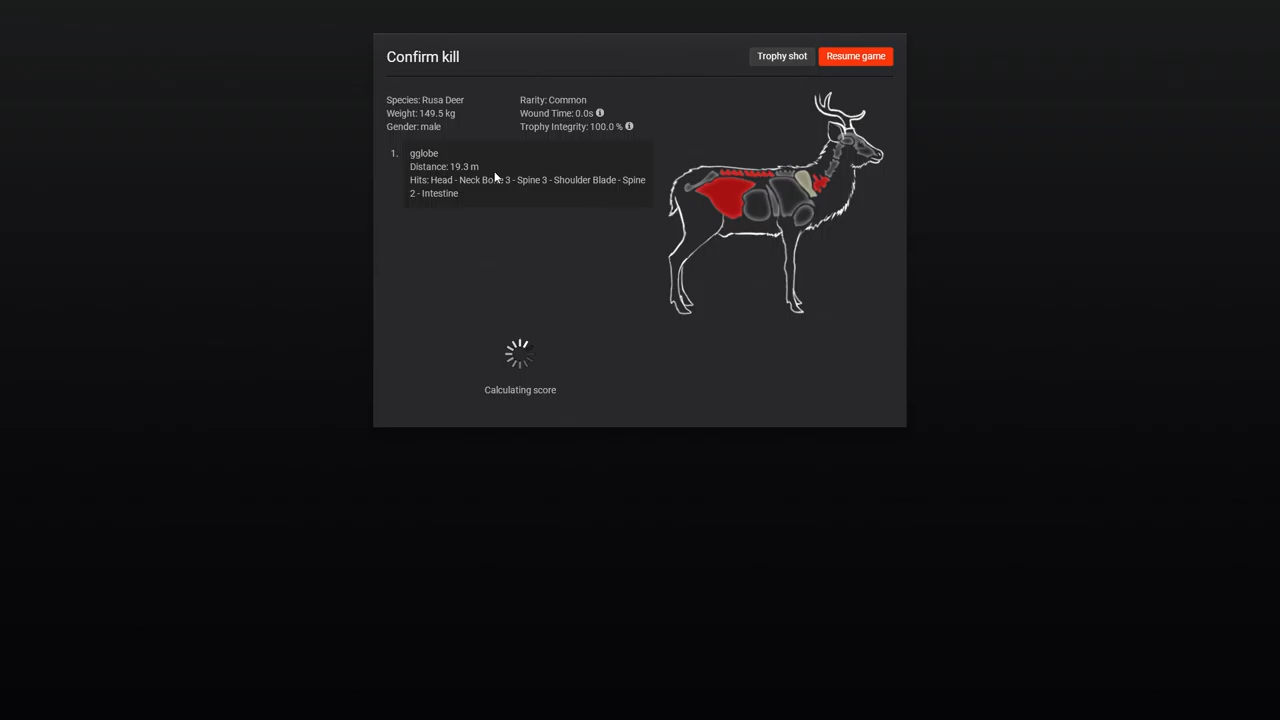 Confirm kill
Trophy shot
Resume game
Species: Rusa Deer
Weight: 149.5 kg
Gender: male
Rarity: Common
Wound Time: 0.0s
Trophy Integrity: 100.0 %
1.
gglobe
Distance: 19.3 m
Hits: Head - Neck Bone 3 - Spine 3 - Shoulder Blade - Spine
2 - Intestine
Calculating score